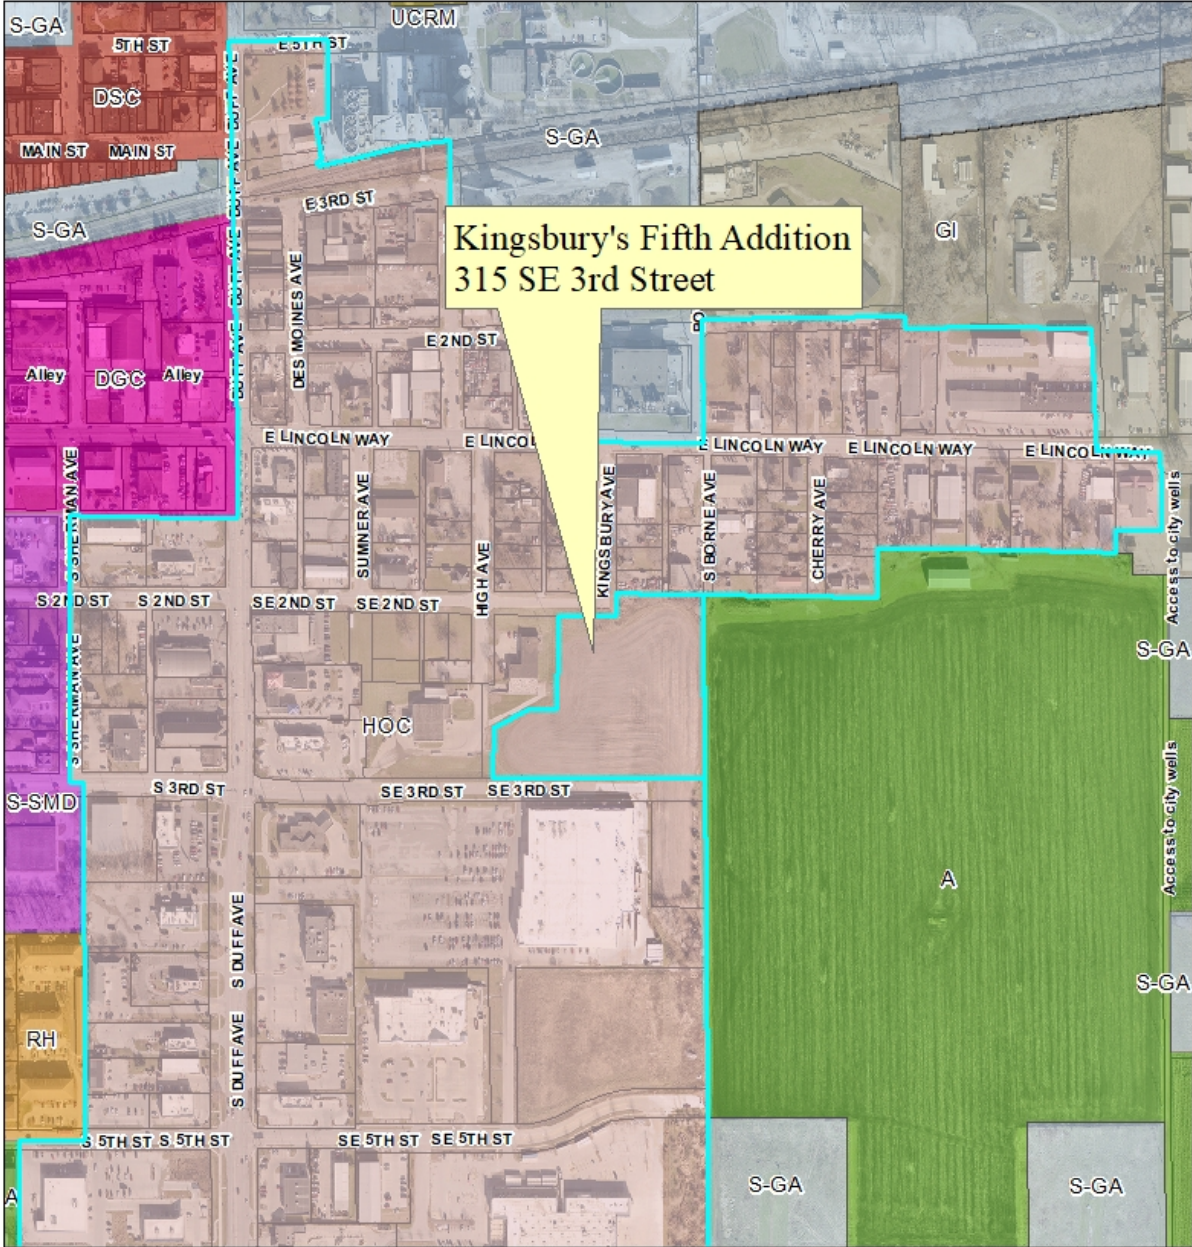 S-GA
UCRM
5TH ST
E 5TH ST
DSC
MAIN ST
MAIN ST
S-GA
DUFF AVE
DUFF AVE
DUFF AVE
DUFF AVE
E 3RD ST
S-GA
GI
Kingsbury's Fifth Addition
315 SE 3rd Street
DES MOINES AVE
E 2ND ST
Alley
DGC
Alley
E LINCOLN WAY
E LINCOL
E LINCOLN WAY
E LINCOLN WAY
E LINCOLN WAY
S SHERMAN AVE
SUMNER AVE
HIGH AVE
KINGSBURY AVE
S BORNE AVE
CHERRY AVE
Access to city wells
S 2ND ST
S 2ND ST
SE 2ND ST
SE 2ND ST
S-GA
S SHERMAN AVE
HOC
S 3RD ST
SE 3RD ST
SE 3RD ST
S-SMD
Access to city wells
A
S DUFF AVE
S-GA
RH
S DUFF AVE
S 5TH ST
S 5TH ST
SE 5TH ST
SE 5TH ST
A
S-GA
S-GA